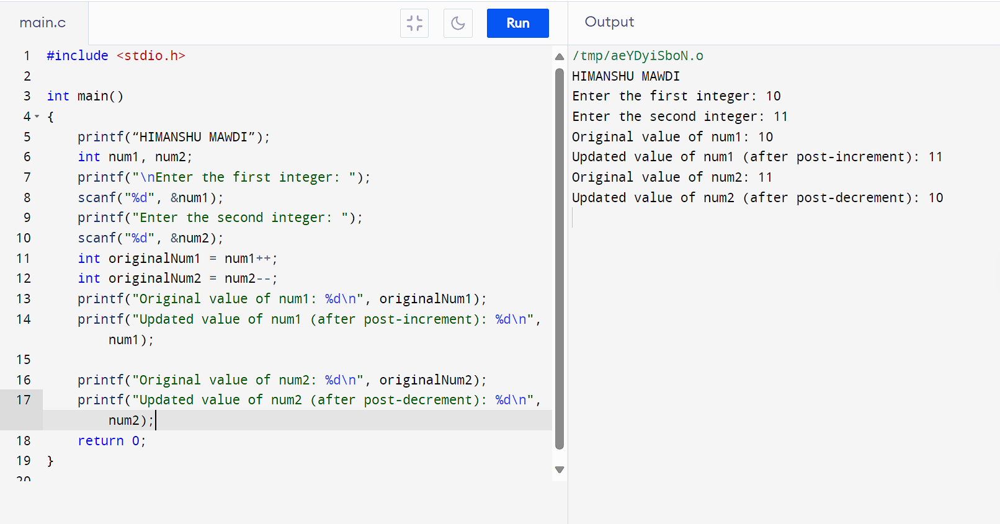 main.c
Run
Output
1 #include <stdio.h>
2
3 int main()
4 {
5     printf(“HIMANSHU MAWDI”);
6     int num1, num2;
7     printf("\nEnter the first integer: ");
8     scanf("%d", &num1);
9     printf("Enter the second integer: ");
10     scanf("%d", &num2);
11     int originalNum1 = num1++;
12     int originalNum2 = num2--;
13     printf("Original value of num1: %d\n", originalNum1);
14     printf("Updated value of num1 (after post-increment): %d\n",
        num1);
15
16     printf("Original value of num2: %d\n", originalNum2);
17     printf("Updated value of num2 (after post-decrement): %d\n",
        num2);
18     return 0;
19 }
20
/tmp/aeYDyiSboN.o
HIMANSHU MAWDI
Enter the first integer: 10
Enter the second integer: 11
Original value of num1: 10
Updated value of num1 (after post-increment): 11
Original value of num2: 11
Updated value of num2 (after post-decrement): 10